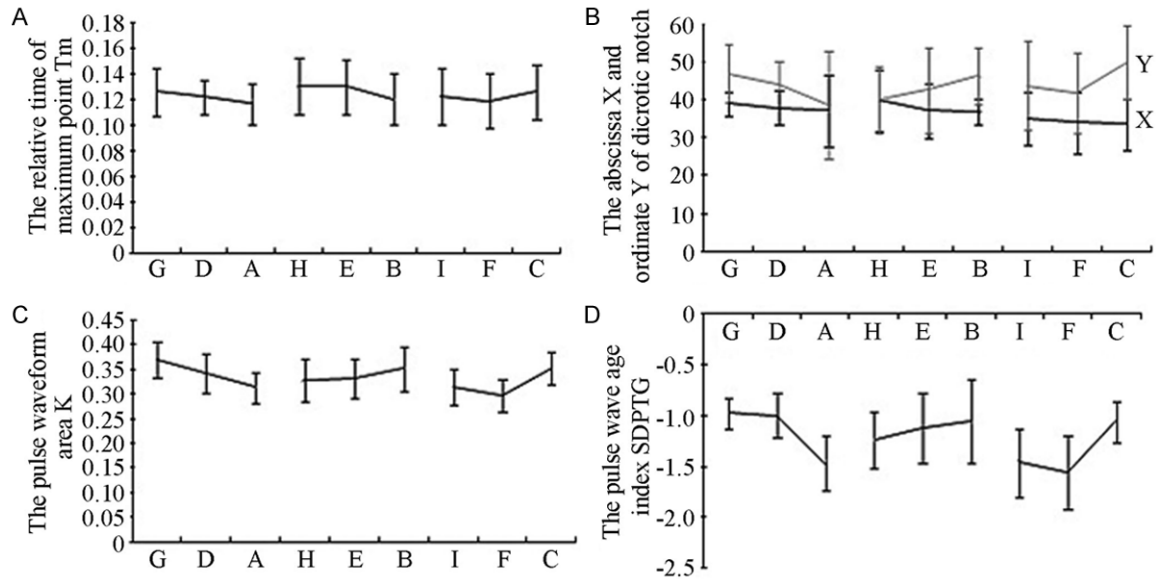 A
The relative time of
maximum point Tm
0.18
0.16
0.14
0.12
0.10
0.08
0.06
0.04
0.02
0
G D A H E B I F C
B
The abscissa X and
ordinate Y of dicrotic notch
60
50
40
30
20
10
0
Y
X
G D A H E B I F C
C
The pulse waveform
area K
0.45
0.40
0.35
0.30
0.25
0.20
0.15
0.10
0.05
0
G D A H E B I F C
D
The pulse wave age
index SDPTG
0
-0.5
-1.0
-1.5
-2.0
-2.5
G D A H E B I F C